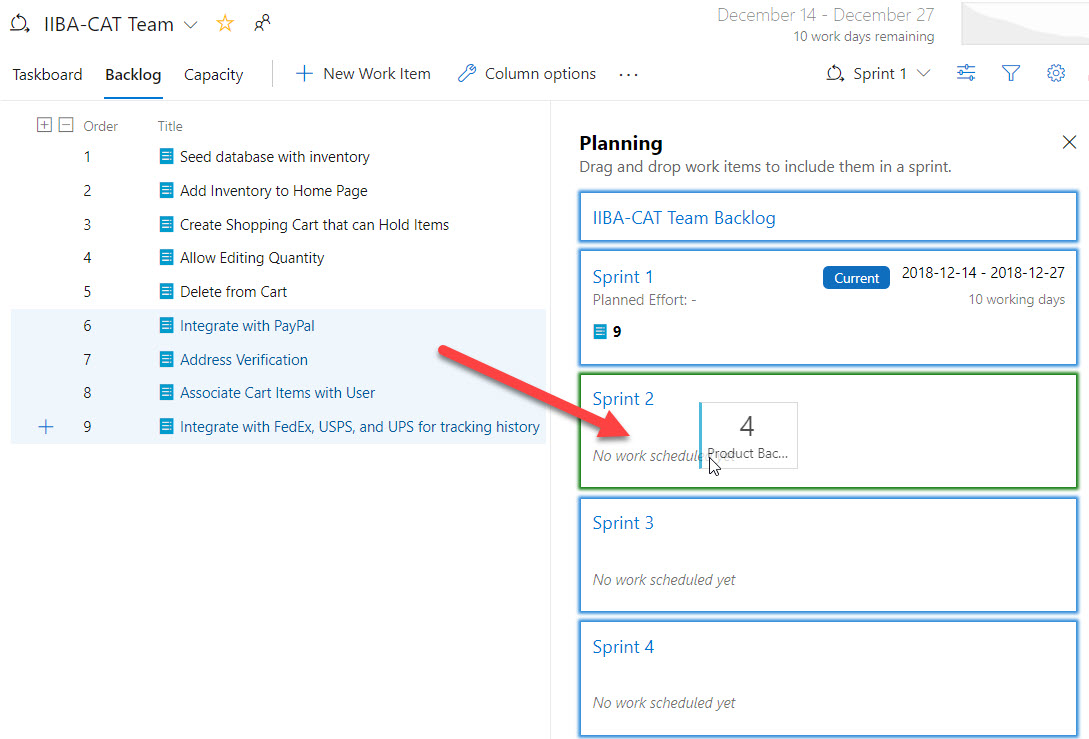 IIBA-CAT Team
December 14 - December 27
10 work days remaining
Taskboard Backlog Capacity New Work Item Column options ... Sprint 1
Order Title
1 Seed database with inventory
2 Add Inventory to Home Page
3 Create Shopping Cart that can Hold Items
4 Allow Editing Quantity
5 Delete from Cart
6 Integrate with PayPal
7 Address Verification
8 Associate Cart Items with User
9 Integrate with FedEx, USPS, and UPS for tracking history
Planning
Drag and drop work items to include them in a sprint.
IIBA-CAT Team Backlog
Sprint 1 Current 2018-12-14 - 2018-12-27
Planned Effort: - 10 working days
9
Sprint 2
4
No work schedule yet
Product Bac...
Sprint 3
No work scheduled yet
Sprint 4
No work scheduled yet